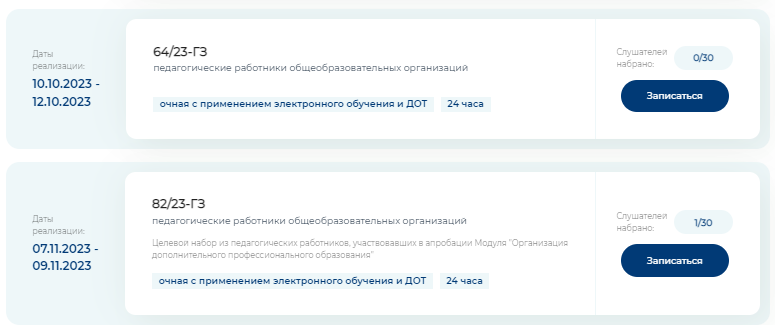 Даты
реализации:
10.10.2023 -
12.10.2023
64/23-ГЗ
педагогические работники общеобразовательных организаций
очная с применением электронного обучения и ДОТ
24 часа
Слушателей
набрано:
0/30
Записаться
Даты
реализации:
07.11.2023 -
09.11.2023
82/23-ГЗ
педагогические работники общеобразовательных организаций
Целевой набор из педагогических работников, участвовавших в апробации Модуля "Организация
дополнительного профессионального образования"
очная с применением электронного обучения и ДОТ
24 часа
Слушателей
набрано:
1/30
Записаться